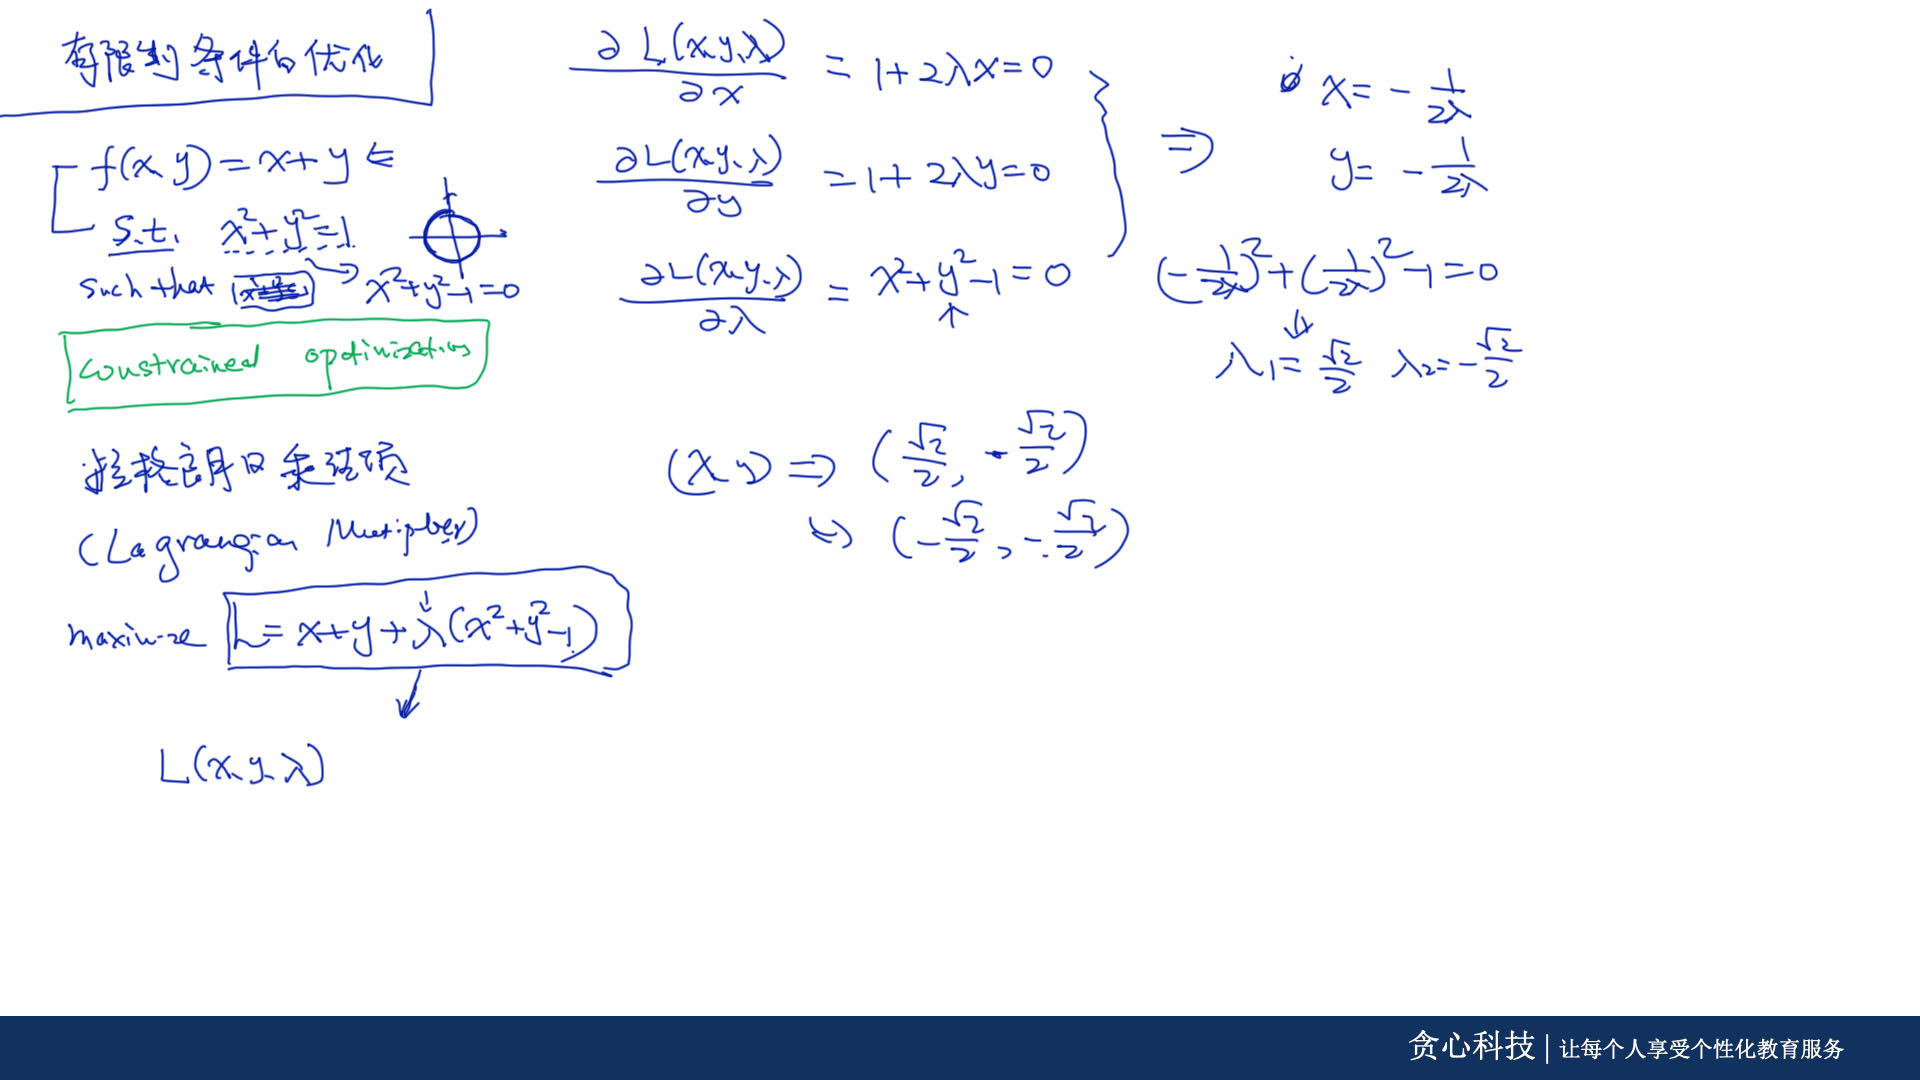 有限制条件的优化
f(x,y)=x+y ⇐
s.t. x²+y²=1
such that → x²+y²-1=0
constrained optimization
拉格朗日乘法项
(Lagrangian Multiplier)
maximize L=x+y+λ(x²+y²-1)
L(x,y,λ)
∂L(x,y,λ)/∂x = 1+2λx=0
∂L(x,y,λ)/∂y = 1+2λy=0
∂L(x,y,λ)/∂λ = x²+y²-1=0
⇒ x=-1/2λ
y=-1/2λ
(-1/2λ)²+(1/2λ)²-1=0
λ₁=√2/2 λ₂=-√2/2
(x,y) ⇒ (√2/2, -√2/2)
(-√2/2, -√2/2)
贪心科技 | 让每个人享受个性化教育服务